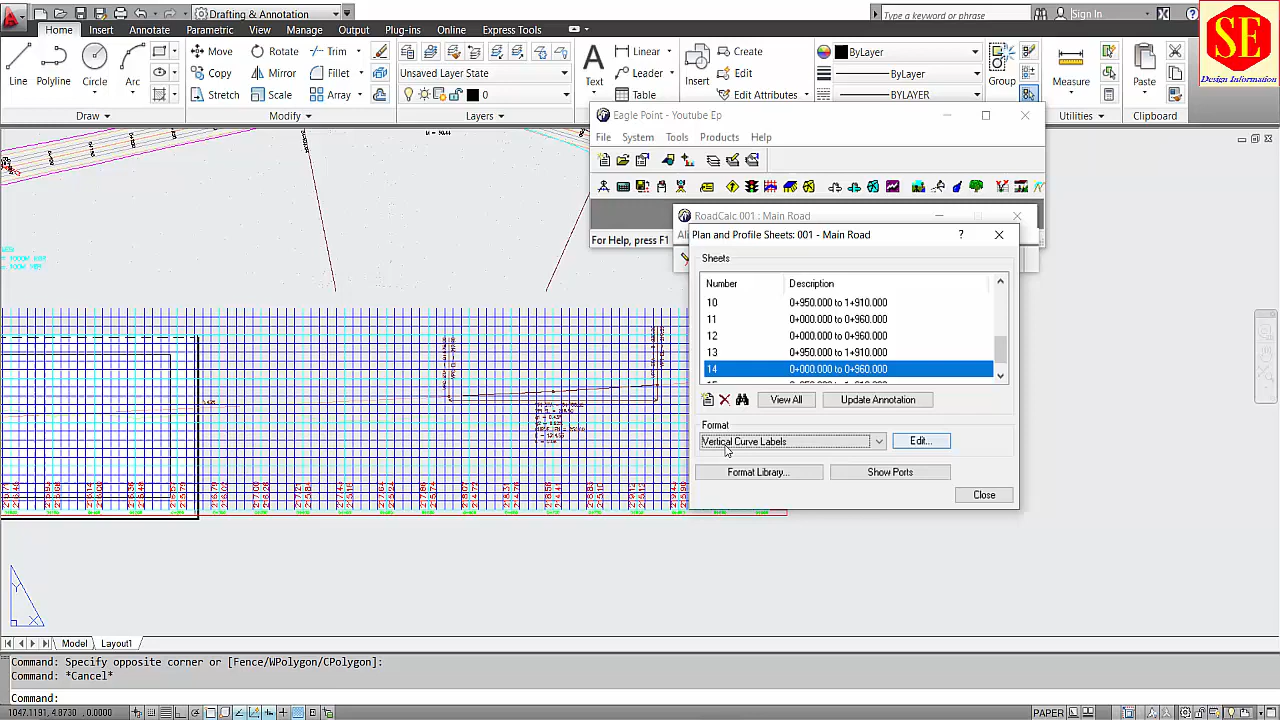 Drafting & Annotation
Type a keyword or phrase
Sign In
Home Insert Annotate Parametric View Manage Output Plug-ins Online Express Tools
SE
Design Information
Line Polyline Circle Arc
Move Rotate Trim
Copy Mirror Fillet
Stretch Scale Array
Unsaved Layer State
0
Text
Linear
Leader
Table
Insert
Create
Edit
Edit Attributes
ByLayer
ByLayer
BYLAYER
Group
Measure
Paste
Draw Modify Layers Utilities Clipboard
Eagle Point - Youtube Ep
File System Tools Products Help
RoadCalc 001 : Main Road
For Help, press F1
Plan and Profile Sheets: 001 - Main Road
Sheets
Number Description
10 0+950.000 to 1+910.000
11 0+000.000 to 0+960.000
12 0+000.000 to 0+960.000
13 0+950.000 to 1+910.000
14 0+000.000 to 0+960.000
View All Update Annotation
Format
Vertical Curve Labels Edit...
Format Library... Show Ports
Close
Y
X
Model Layout1
Command: Specify opposite corner or [Fence/WPolygon/CPolygon]:
Command: *Cancel*
Command:
1047.1191, 4.8730, 0.0000
PAPER